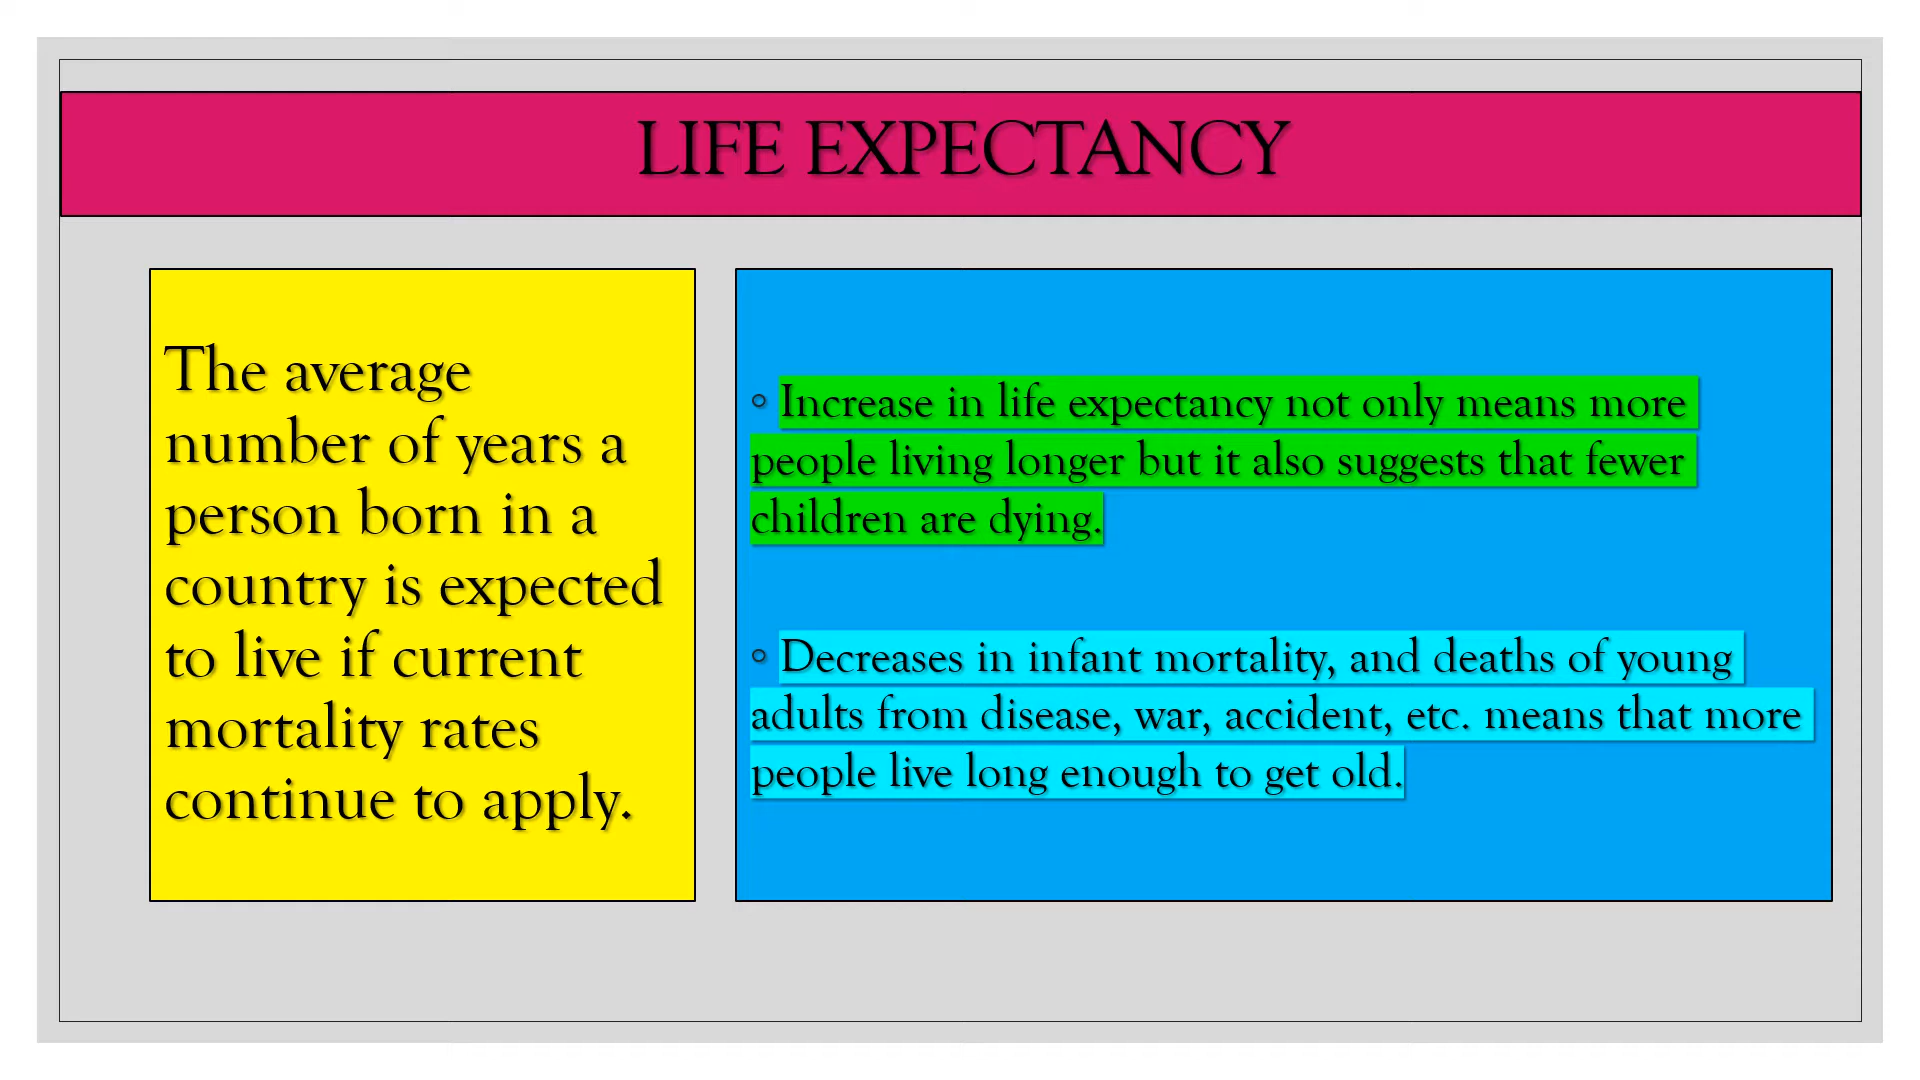 LIFE EXPECTANCY
The average
number of years a
person born in a
country is expected
to live if current
mortality rates
continue to apply.
◦ Increase in life expectancy not only means more
people living longer but it also suggests that fewer
children are dying.
◦ Decreases in infant mortality, and deaths of young
adults from disease, war, accident, etc. means that more
people live long enough to get old.